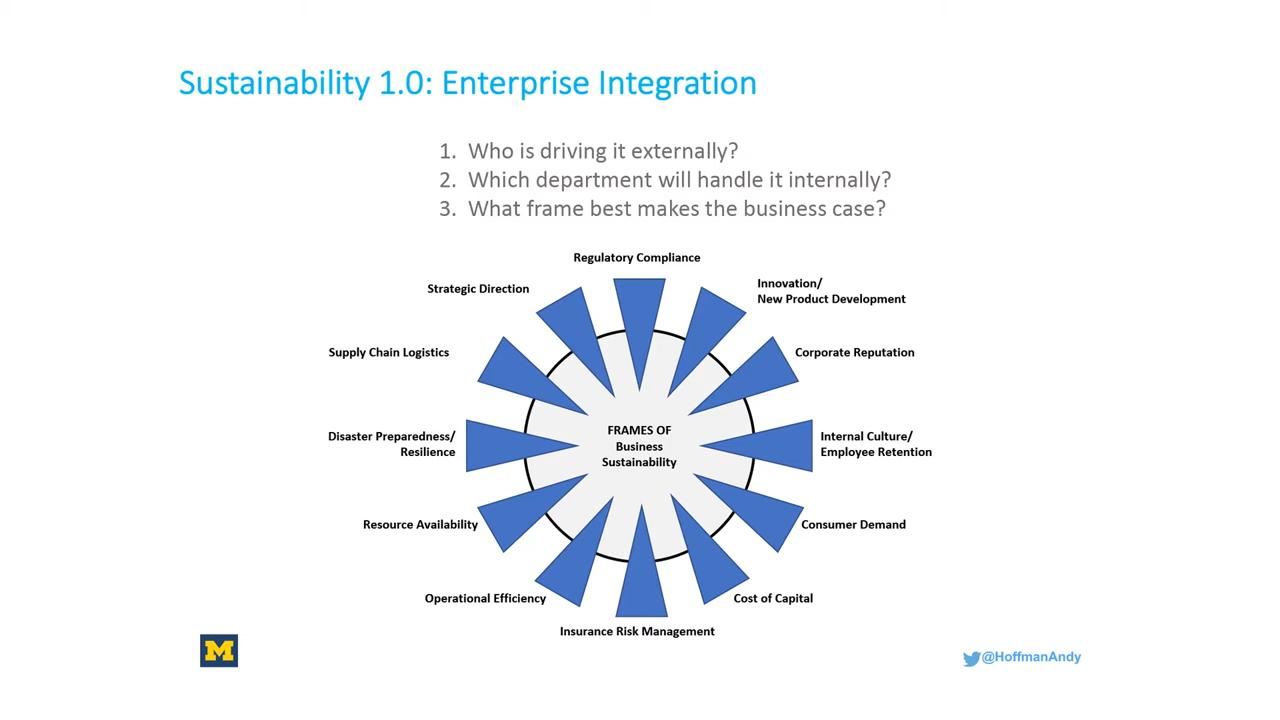 Sustainability 1.0: Enterprise Integration
1. Who is driving it externally?
2. Which department will handle it internally?
3. What frame best makes the business case?
Regulatory Compliance
Strategic Direction
Innovation/
New Product Development
Supply Chain Logistics
Corporate Reputation
FRAMES OF
Business
Sustainability
Disaster Preparedness/
Resilience
Internal Culture/
Employee Retention
Resource Availability
Consumer Demand
Operational Efficiency
Cost of Capital
Insurance Risk Management
M
@HoffmanAndy